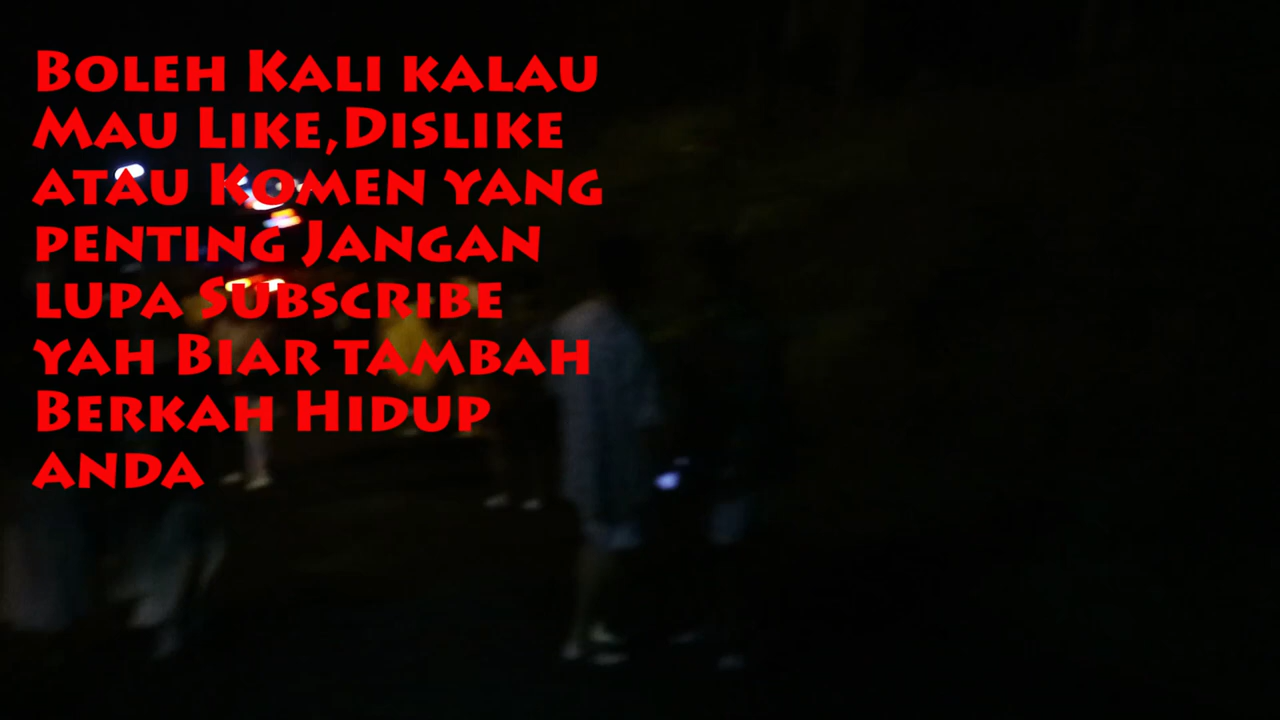 Boleh Kali kalau
Mau Like,Dislike
atau Komen yang
penting Jangan
lupa Subscribe
yah Biar tambah
Berkah Hidup
anda